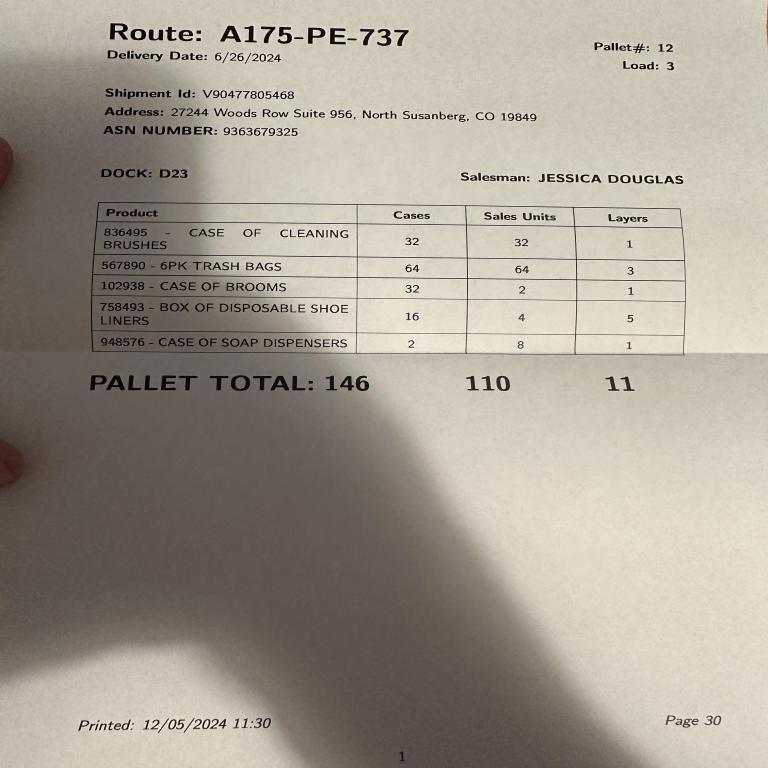 Route: A175-PE-737
Delivery Date: 6/26/2024
Pallet#: 12
Load: 3
Shipment Id: V90477805468
Address: 27244 Woods Row Suite 956, North Susanberg, CO 19849
ASN NUMBER: 9363679325
DOCK: D23
Salesman: JESSICA DOUGLAS
Product Cases Sales Units Layers
836495 - CASE OF CLEANING
BRUSHES 32 32 1
567890 - 6PK TRASH BAGS 64 64 3
102938 - CASE OF BROOMS 32 2 1
758493 - BOX OF DISPOSABLE SHOE
LINERS 16 4 5
948576 - CASE OF SOAP DISPENSERS 2 8 1
PALLET TOTAL: 146 110 11
Printed: 12/05/2024 11:30
Page 30
1